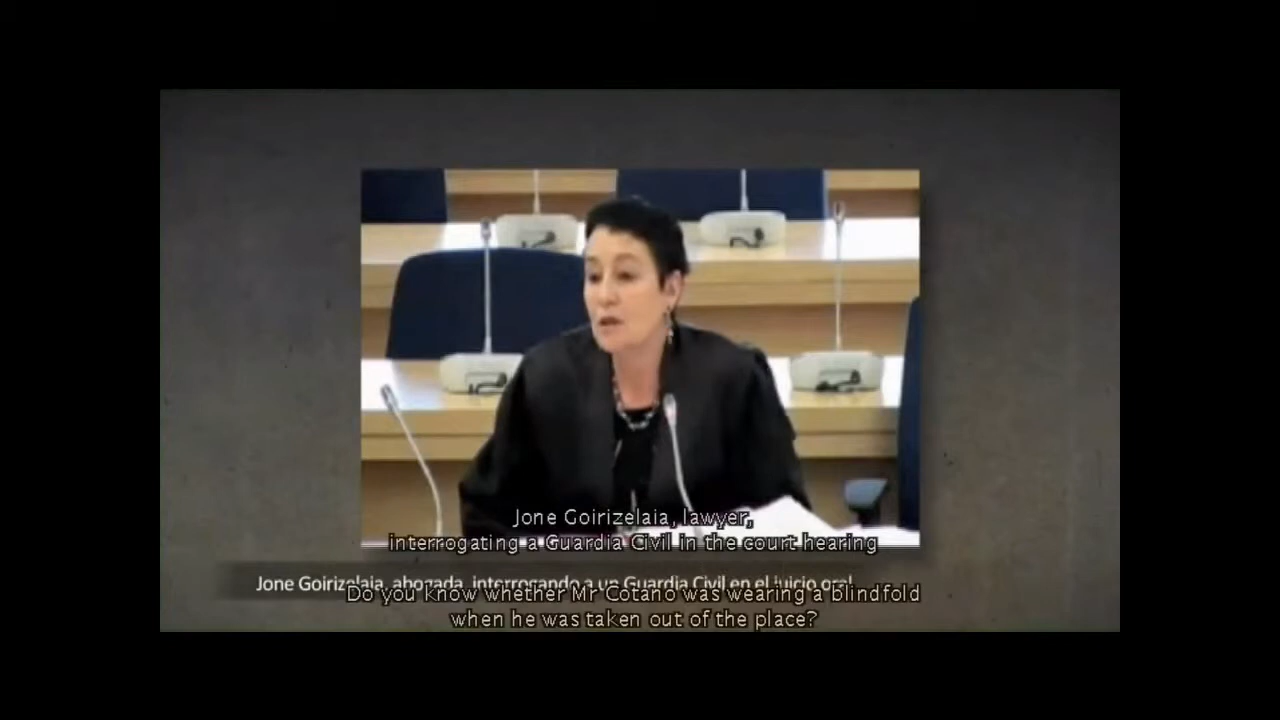 Jone Goirizelaia, lawyer,
interrogating a Guardia Civil in the court hearing
Jone Goirizelaia, abogada, interrogando a un Guardia Civil en el juicio oral
Do you know whether Mr Cotano was wearing a blindfold
when he was taken out of the place?